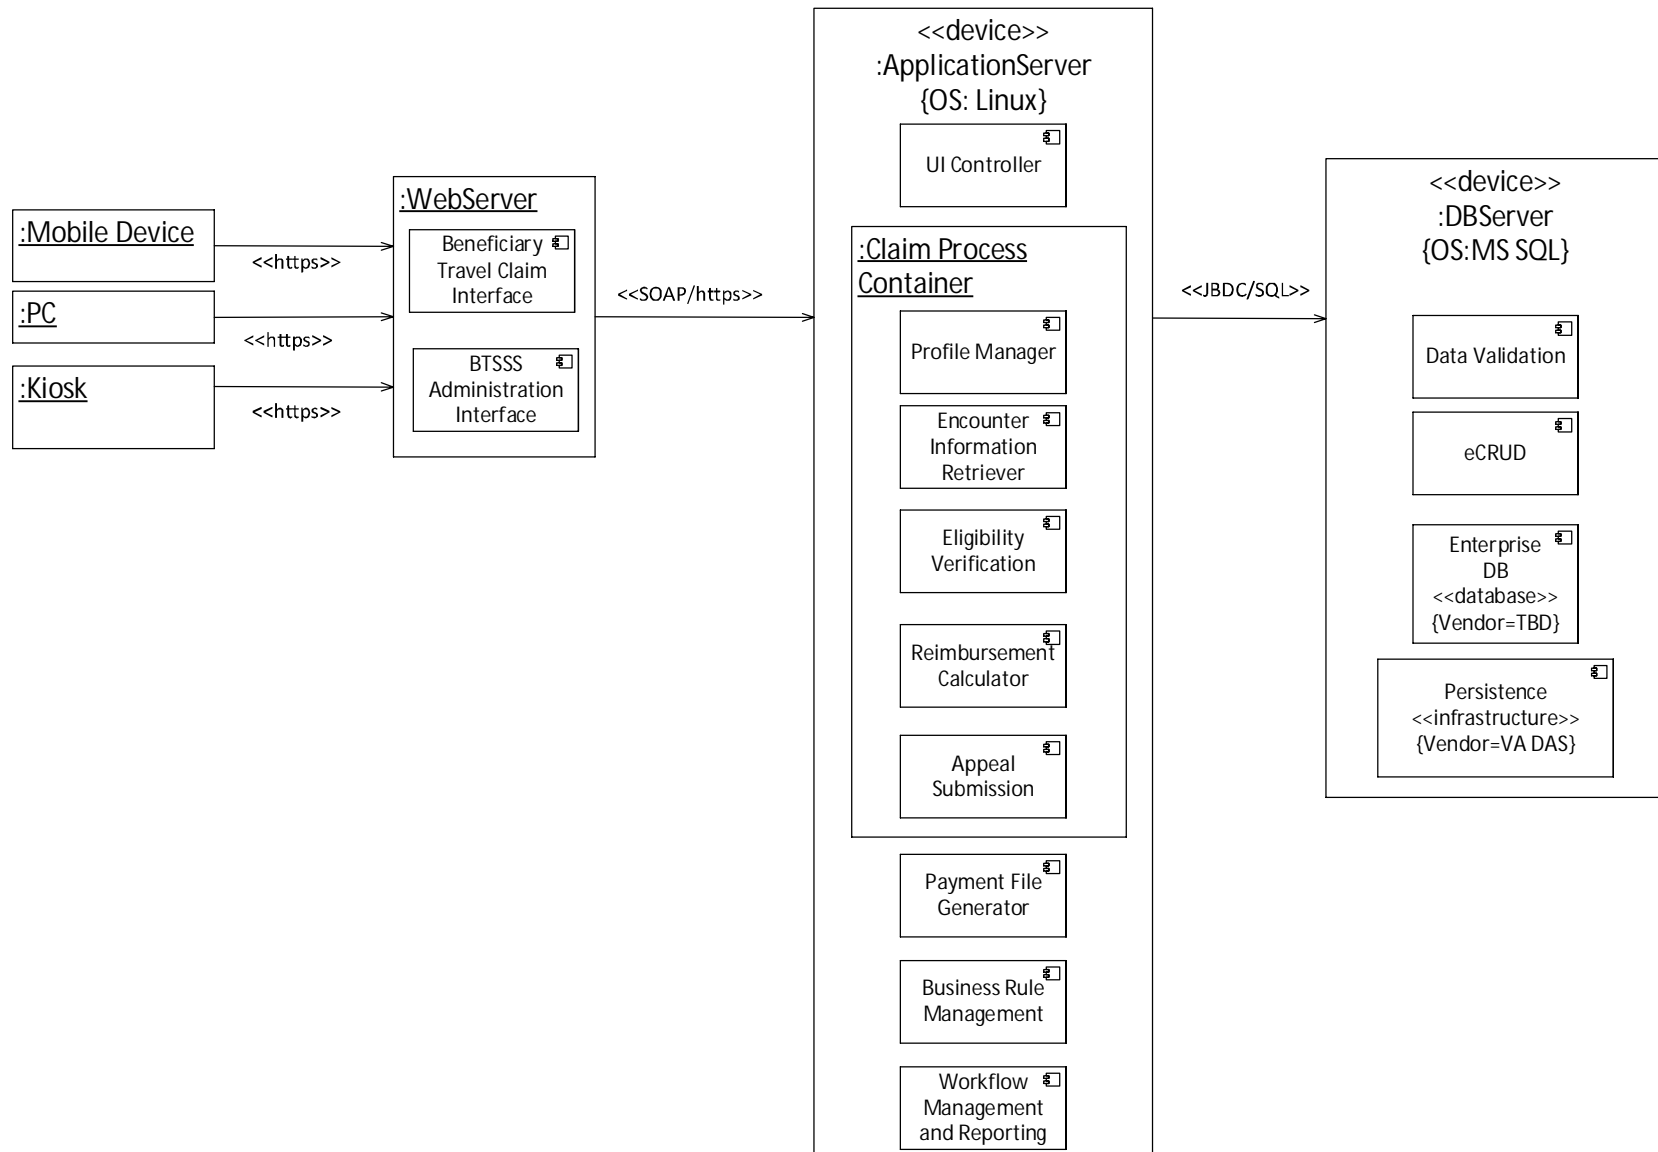 :Mobile Device
<<https>>
:PC
<<https>>
:Kiosk
<<https>>
:WebServer
Beneficiary
Travel Claim
Interface
BTSSS
Administration
Interface
<<SOAP/https>>
<<device>>
:ApplicationServer
{OS: Linux}
UI Controller
:Claim Process
Container
Profile Manager
Encounter
Information
Retriever
Eligibility
Verification
Reimbursement
Calculator
Appeal
Submission
Payment File
Generator
Business Rule
Management
Workflow
Management
and Reporting
<<JBDC/SQL>>
<<device>>
:DBServer
{OS:MS SQL}
Data Validation
eCRUD
Enterprise
DB
<<database>>
{Vendor=TBD}
Persistence
<<infrastructure>>
{Vendor=VA DAS}